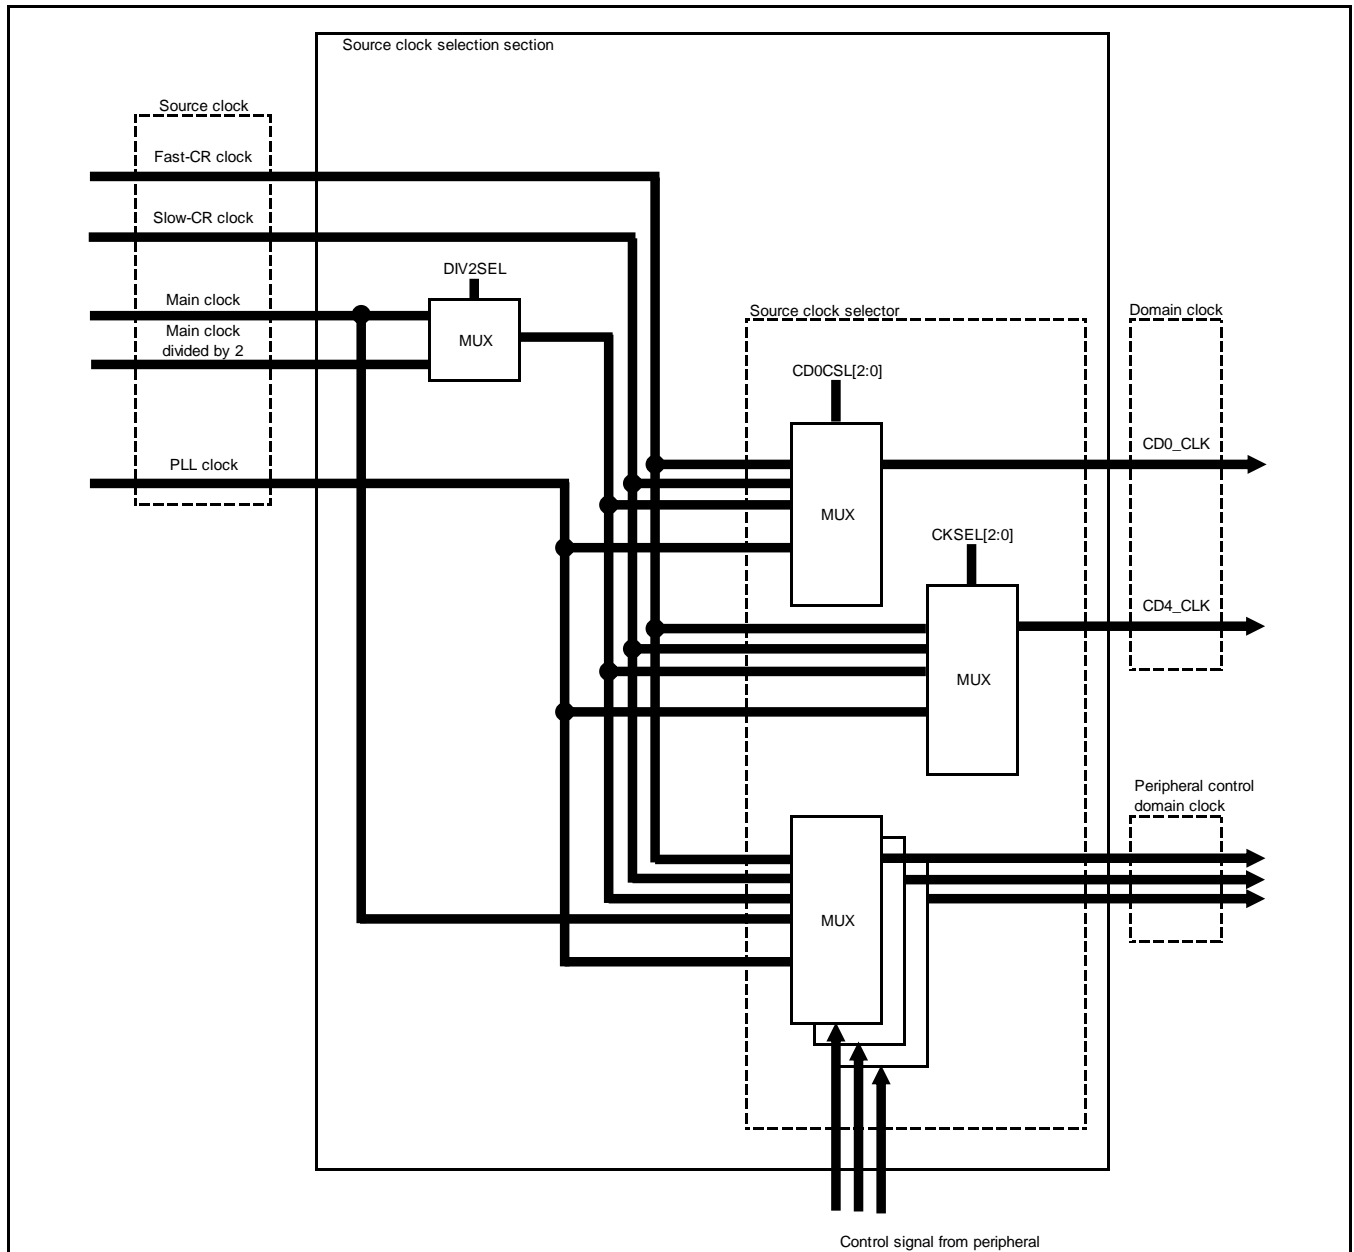 Source clock selection section
Source clock
Fast-CR clock
Slow-CR clock
DIV2SEL
Main clock
Main clock
divided by 2
MUX
Source clock selector
Domain clock
CD0CSL[2:0]
CD0_CLK
PLL clock
MUX
CKSEL[2:0]
CD4_CLK
MUX
Peripheral control
domain clock
MUX
Control signal from peripheral